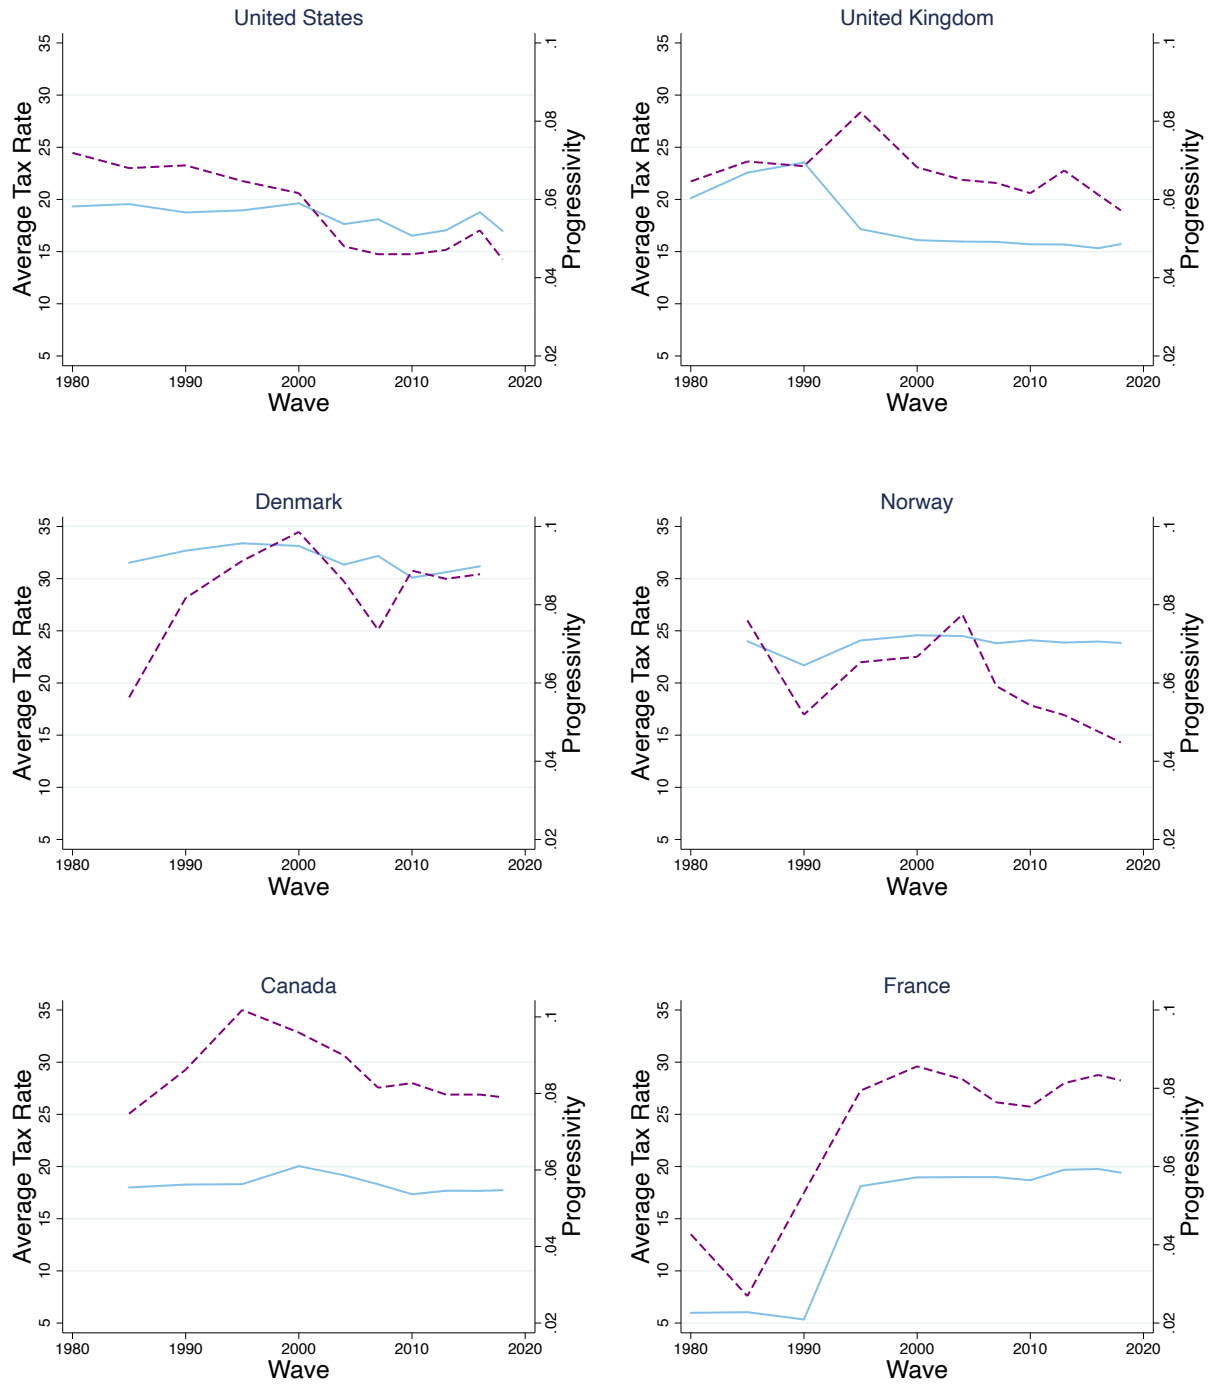 United States
35
30
25
20
15
10
5
Average Tax Rate
.1
.08
.06
.04
.02
Progressivity
1980 1990 2000 2010 2020
Wave
United Kingdom
35
30
25
20
15
10
5
Average Tax Rate
.1
.08
.06
.04
.02
Progressivity
1980 1990 2000 2010 2020
Wave
Denmark
35
30
25
20
15
10
5
Average Tax Rate
.1
.08
.06
.04
.02
Progressivity
1980 1990 2000 2010 2020
Wave
Norway
35
30
25
20
15
10
5
Average Tax Rate
.1
.08
.06
.04
.02
Progressivity
1980 1990 2000 2010 2020
Wave
Canada
35
30
25
20
15
10
5
Average Tax Rate
.1
.08
.06
.04
.02
Progressivity
1980 1990 2000 2010 2020
Wave
France
35
30
25
20
15
10
5
Average Tax Rate
.1
.08
.06
.04
.02
Progressivity
1980 1990 2000 2010 2020
Wave